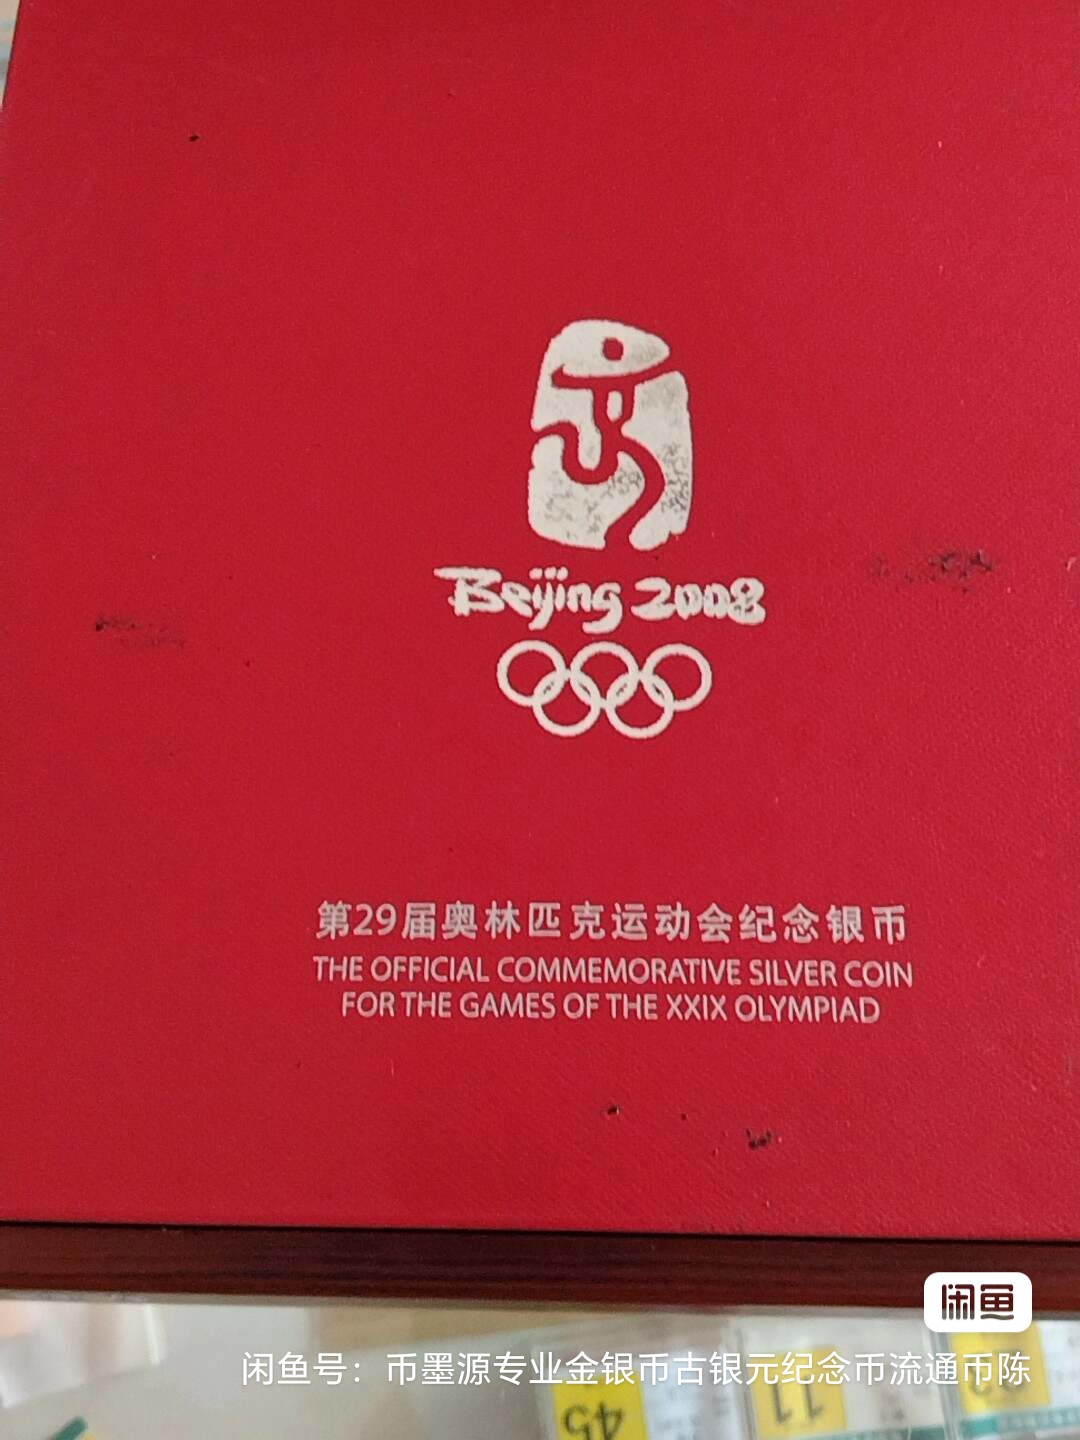 Beijing 2008
第29届奥林匹克运动会纪念银币
THE OFFICIAL COMMEMORATIVE SILVER COIN
FOR THE GAMES OF THE XXIX OLYMPIAD
闲鱼
闲鱼号：币墨源专业金银币古银元纪念币流通币陈
45
11